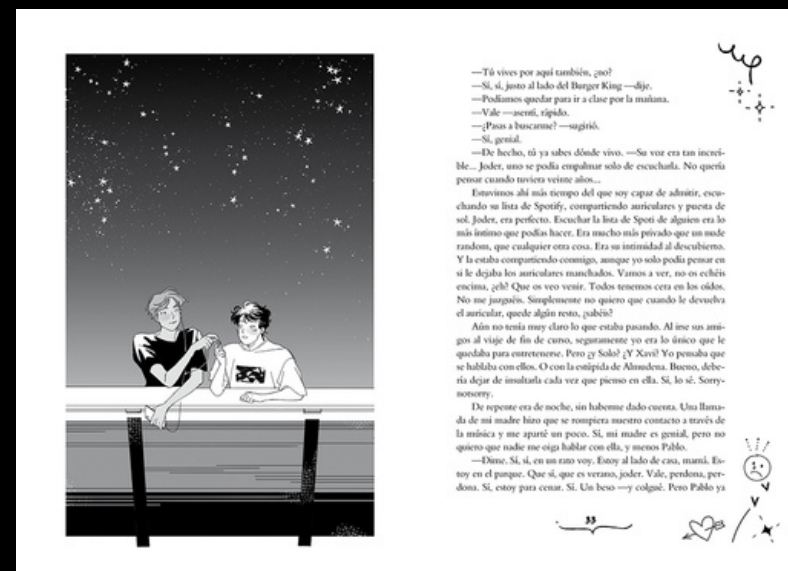 —Tú vives por aquí también, ¿no?
—Sí, sí, justo al lado del Burger King —dije.
—Podíamos quedar para ir a clase por la mañana.
—Vale —asentí, rápido.
—¿Pasas a buscarme? —sugirió.
—Sí, genial.
—De hecho, tú ya sabes dónde vivo. —Su voz era tan increí-
ble... Joder, uno se podía empalmar solo de escucharla. No quería
pensar cuando tuviera veinte años...
Estuvimos ahí más tiempo del que soy capaz de admitir, escu-
chando su lista de Spotify, compartiendo auriculares y puesta de
sol. Joder, era perfecto. Escuchar la lista de Spoti de alguien era lo
más íntimo que podías hacer. Era mucho más privado que un nude
random, que cualquier otra cosa. Era su intimidad al descubierto.
Y la estaba compartiendo conmigo, aunque yo solo podía pensar en
si le dejaba los auriculares manchados. Vamos a ver, no os echéis
encima, ¿eh? Que os veo venir. Todos tenemos cera en los oídos.
No me juzguéis. Simplemente no quiero que cuando le devuelva
el auricular, quede algún resto, ¿sabéis?
Aún no tenía muy claro lo que estaba pasando. Al irse sus ami-
gos al viaje de fin de curso, seguramente yo era lo único que le
quedaba para entretenerse. Pero ¿y Solo? ¿Y Xavi? Yo pensaba que
se hablaba con ellos. O con la estúpida de Almudena. Bueno, debe-
ría dejar de insultarla cada vez que pienso en ella. Sí, lo sé. Sorry-
notsorry.
De repente era de noche, sin haberme dado cuenta. Una llama-
da de mi madre hizo que se rompiera nuestro contacto a través de
la música y me aparté un poco. Sí, mi madre es genial, pero no
quiero que nadie me oiga hablar con ella, y menos Pablo.
—Dime. Sí, sí, en un rato voy. Estoy al lado de casa, mamá. Es-
toy en el parque. Que sí, que es verano, joder. Vale, perdona, per-
dona. Sí, estoy para cenar. Sí. Un beso —y colgué. Pero Pablo ya
33